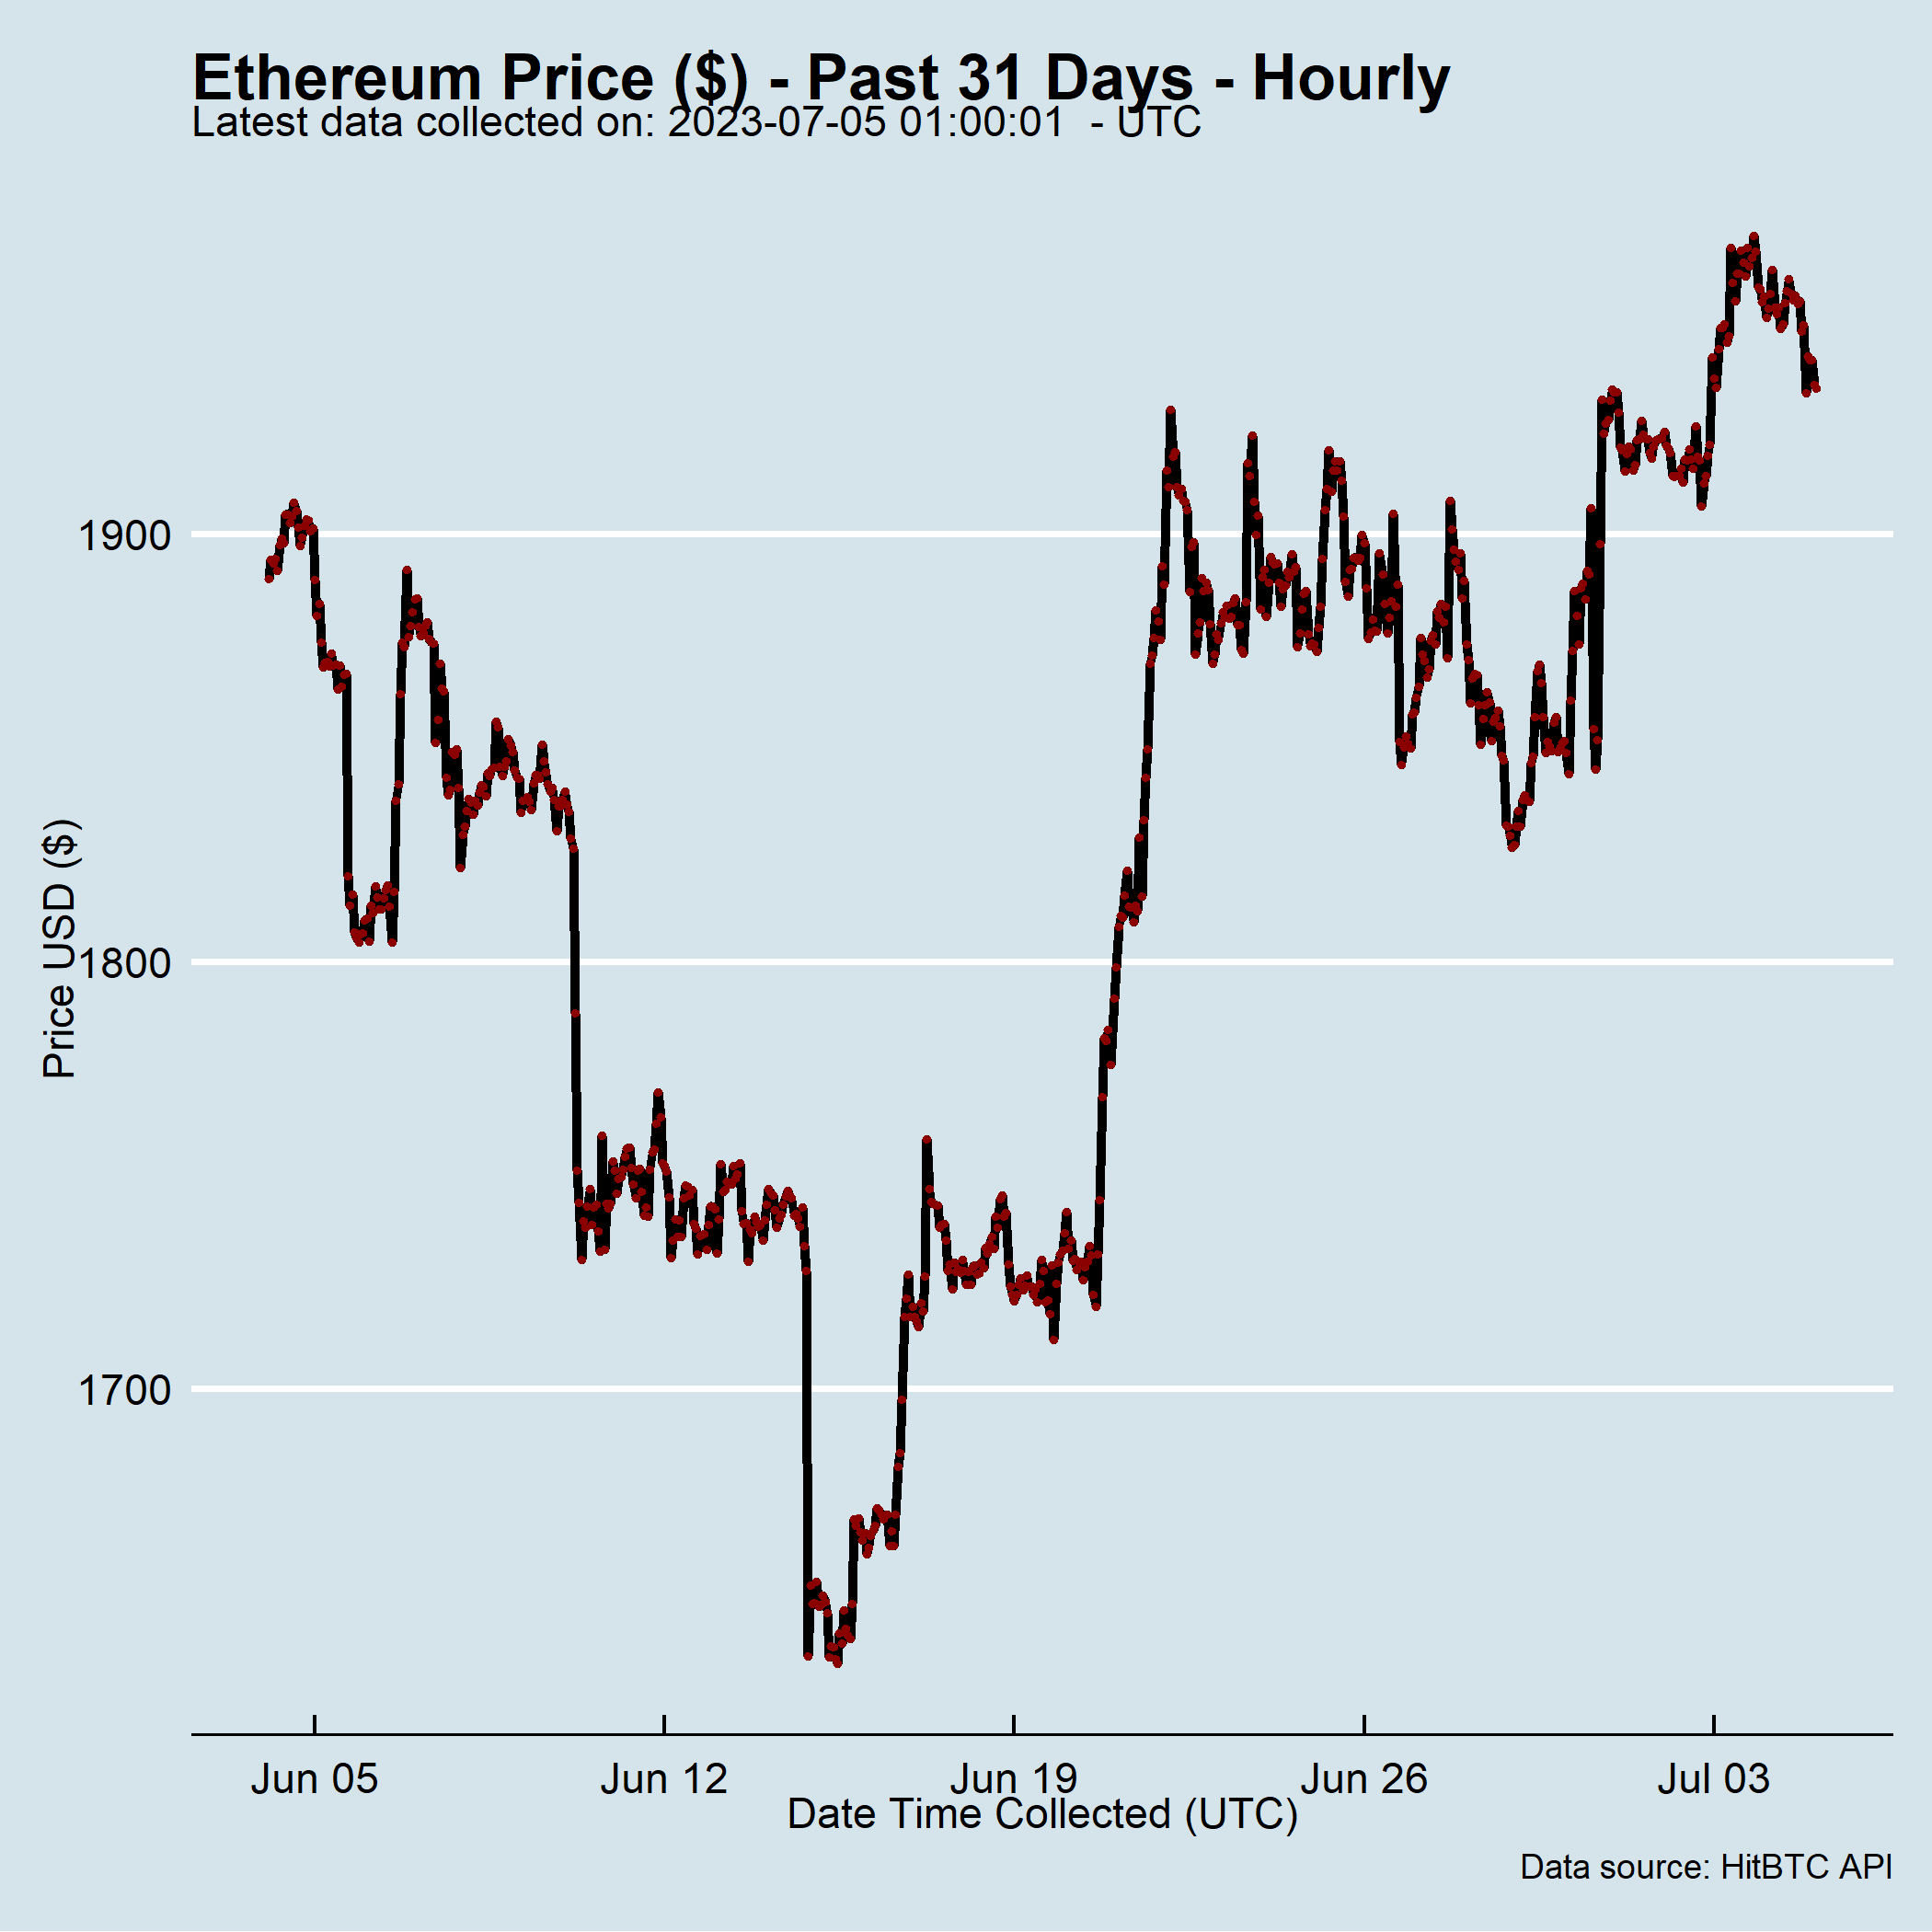 Ethereum Price ($) - Past 31 Days - Hourly
Latest data collected on: 2023-07-05 01:00:01  - UTC
Price USD ($)
1900
1800
1700
Jun 05
Jun 12
Jun 19
Jun 26
Jul 03
Date Time Collected (UTC)
Data source: HitBTC API